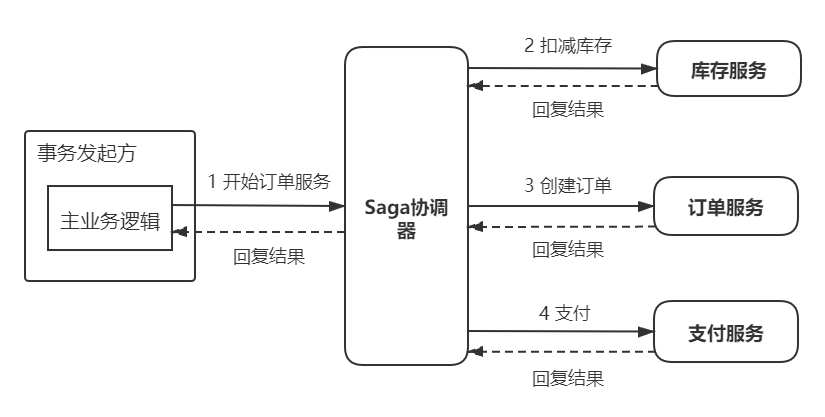 事务发起方
主业务逻辑
1 开始订单服务
回复结果
Saga协调
器
2 扣减库存
回复结果
库存服务
3 创建订单
回复结果
订单服务
4 支付
回复结果
支付服务